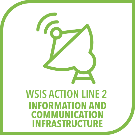 WSIS ACTION LINE 2
INFORMATION AND
COMMUNICATION
INFRASTRUCTURE